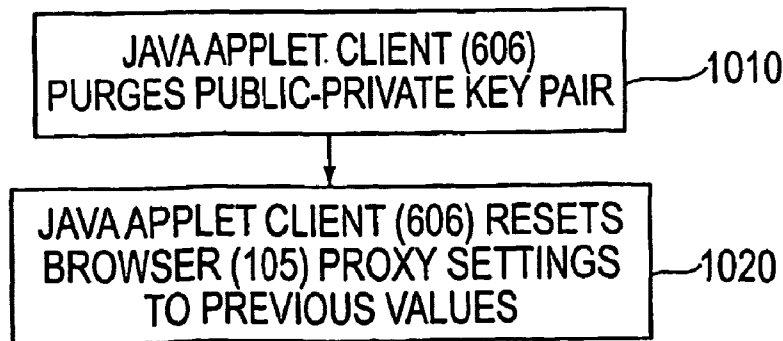 JAVA APPLET CLIENT (606)
PURGES PUBLIC-PRIVATE KEY PAIR
1010
JAVA APPLET CLIENT (606) RESETS
BROWSER (105) PROXY SETTINGS
TO PREVIOUS VALUES
1020